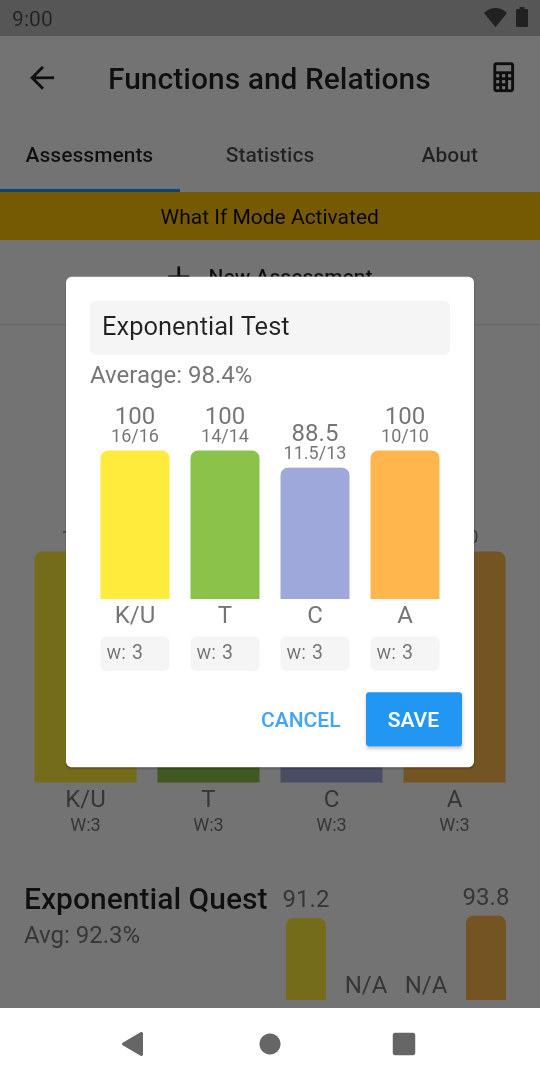 9:00
Functions and Relations
Assessments Statistics About
What If Mode Activated
New Assessment
Exponential Test
Average: 98.4%
100 100 88.5 100
16/16 14/14 11.5/13 10/10
K/U T C A
w: 3 w: 3 w: 3 w: 3
CANCEL SAVE
K/U T C A
W:3 W:3 W:3 W:3
Exponential Quest 91.2 93.8
Avg: 92.3%
N/A N/A